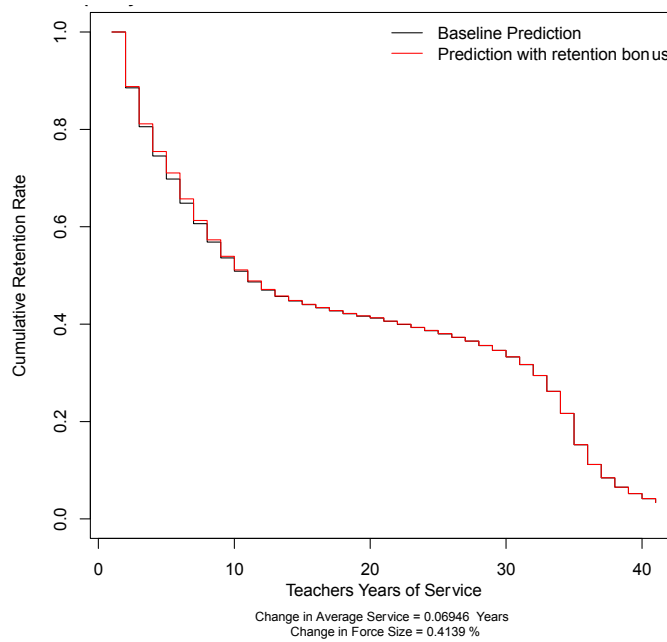 Baseline Prediction
Prediction with retention bonus
Cumulative Retention Rate
1.0
0.8
0.6
0.4
0.2
0.0
0 10 20 30 40
Teachers Years of Service
Change in Average Service = 0.06946 Years
Change in Force Size = 0.4139 %